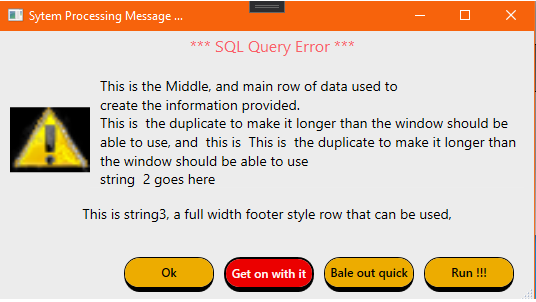 Sytem Processing Message ...
*** SQL Query Error ***
This is the Middle, and main row of data used to
create the information provided.
This is  the duplicate to make it longer than the window should be
able to use, and  this is  This is  the duplicate to make it longer than
the window should be able to use
string  2 goes here
This is string3, a full width footer style row that can be used,
Ok
Get on with it
Bale out quick
Run !!!